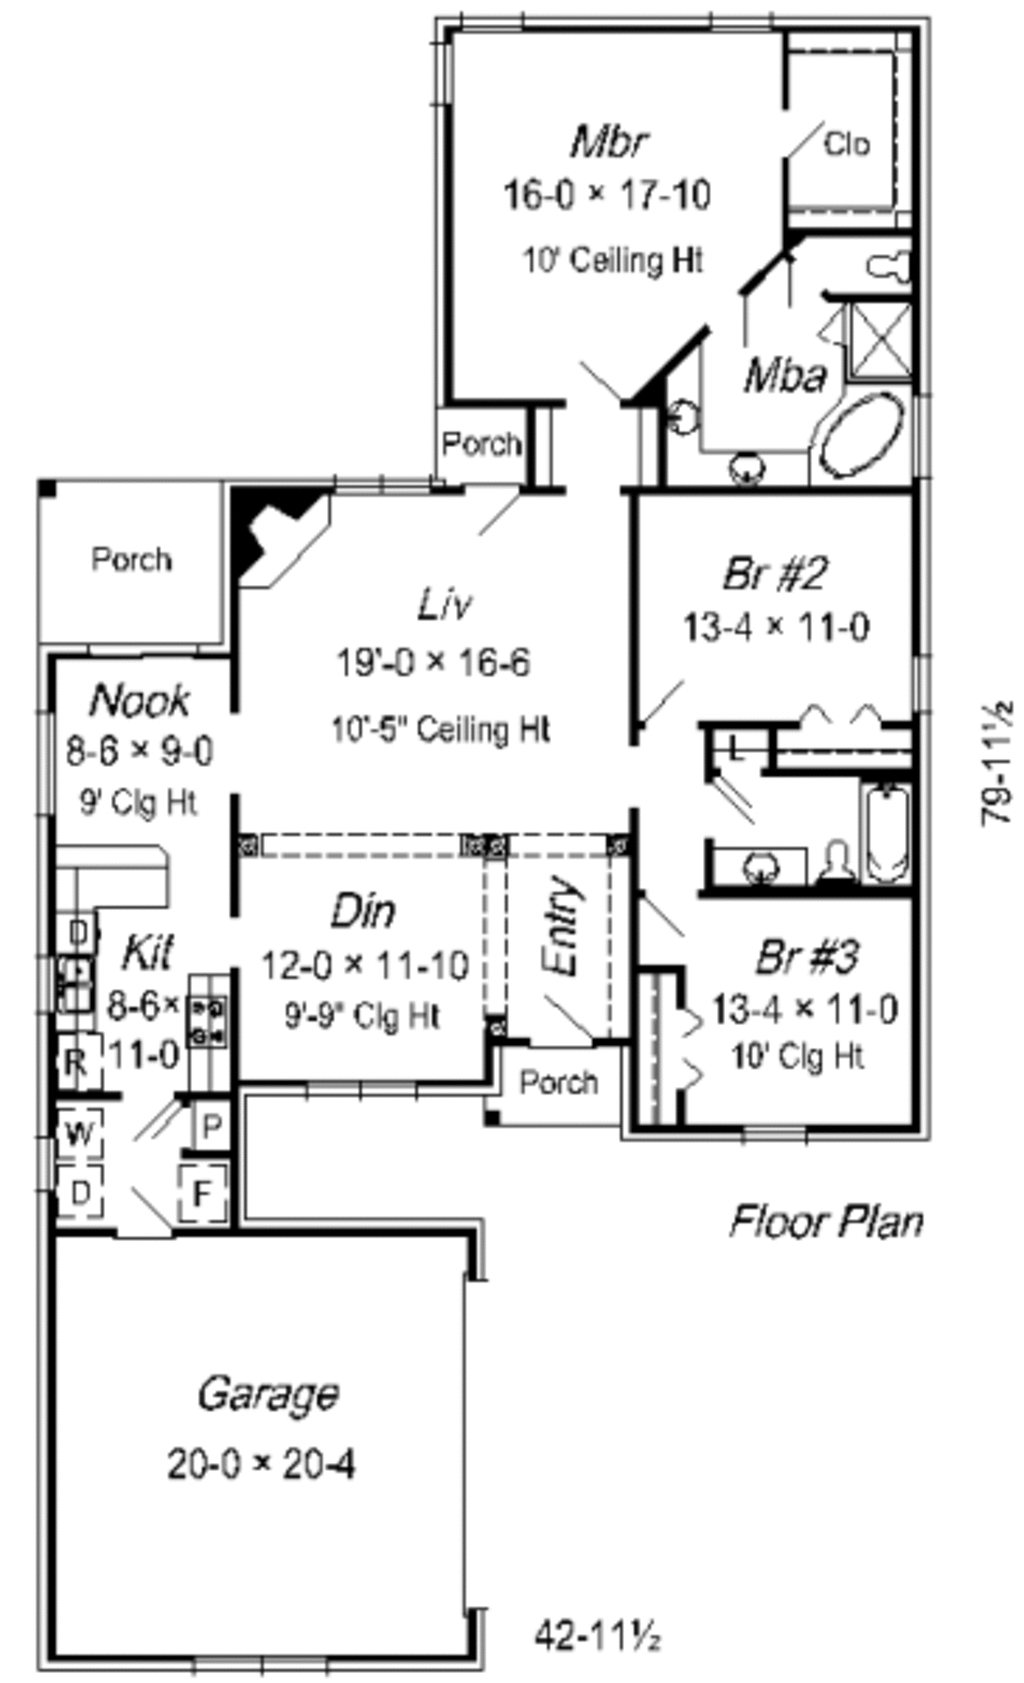 Mbr
16-0 × 17-10
10' Ceiling Ht
Clo
Mba
Porch
Porch
Liv
19'-0 × 16-6
10'-5" Ceiling Ht
Br #2
13-4 × 11-0
Nook
8-6 × 9-0
9' Clg Ht
L
79-11½
Din
12-0 × 11-10
9'-9" Clg Ht
Entry
D
Kit
8-6×
11-0
R
Br #3
13-4 × 11-0
10' Clg Ht
Porch
W
P
D
F
Floor Plan
Garage
20-0 × 20-4
42-11½